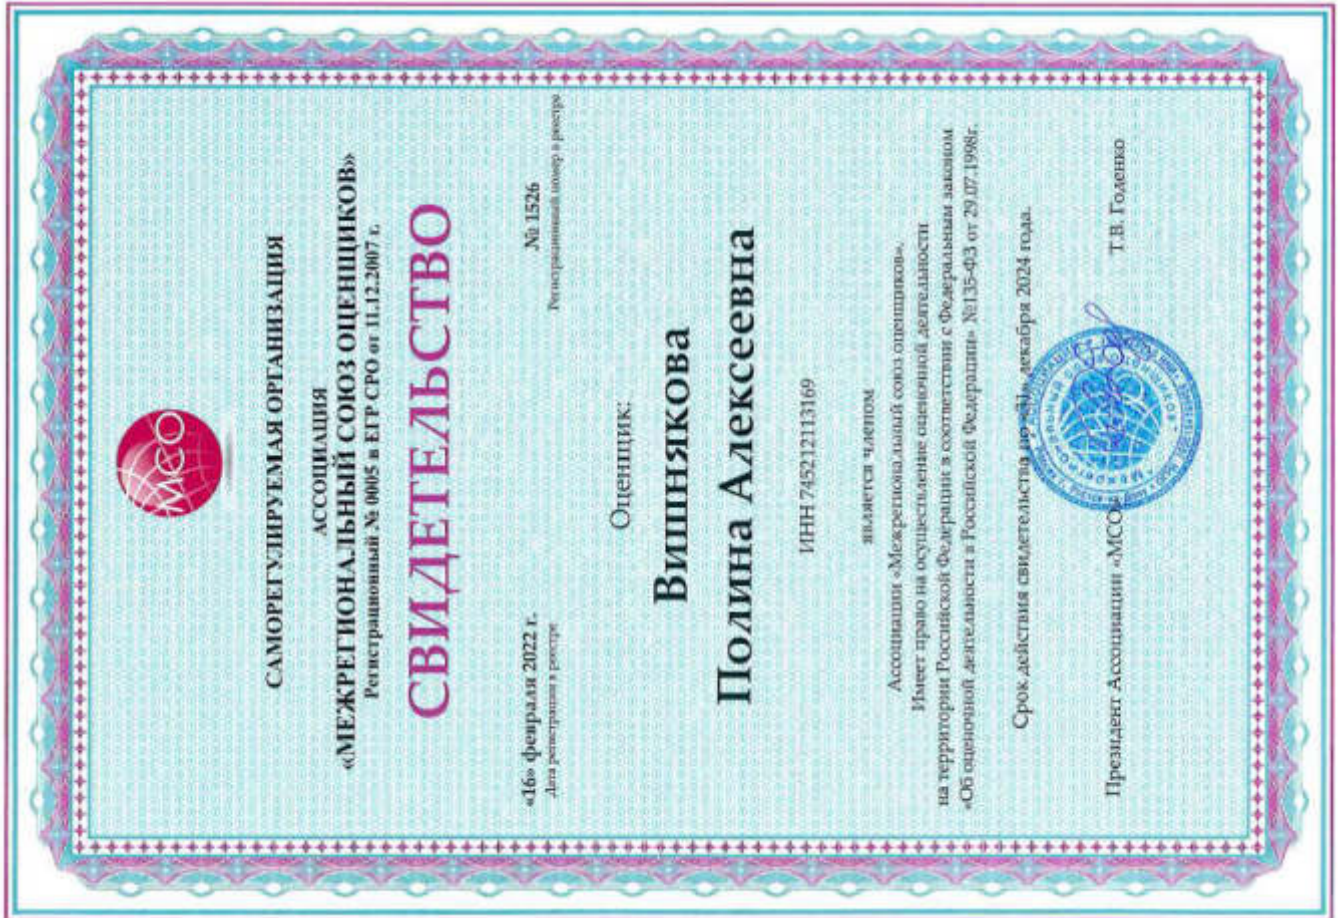 МСО
САМОРЕГУЛИРУЕМАЯ ОРГАНИЗАЦИЯ
АССОЦИАЦИЯ
«МЕЖРЕГИОНАЛЬНЫЙ СОЮЗ ОЦЕНЩИКОВ»
Регистрационный № 0005 в ЕГР СРО от 11.12.2007 г.
СВИДЕТЕЛЬСТВО
«16» февраля 2022 г. № 1526
Дата регистрации в реестре Регистрационный номер в реестре
Оценщик:
Вишнякова
Полина Алексеевна
ИНН 745212113169
является членом
Ассоциации «Межрегиональный союз оценщиков».
Имеет право на осуществление оценочной деятельности
на территории Российской Федерации в соответствии с Федеральным законом
«Об оценочной деятельности в Российской Федерации» №135-ФЗ от 29.07.1998г.
Срок действия свидетельства по «31» декабря 2024 года.
Президент Ассоциации «МСО» Т.В. Годенко